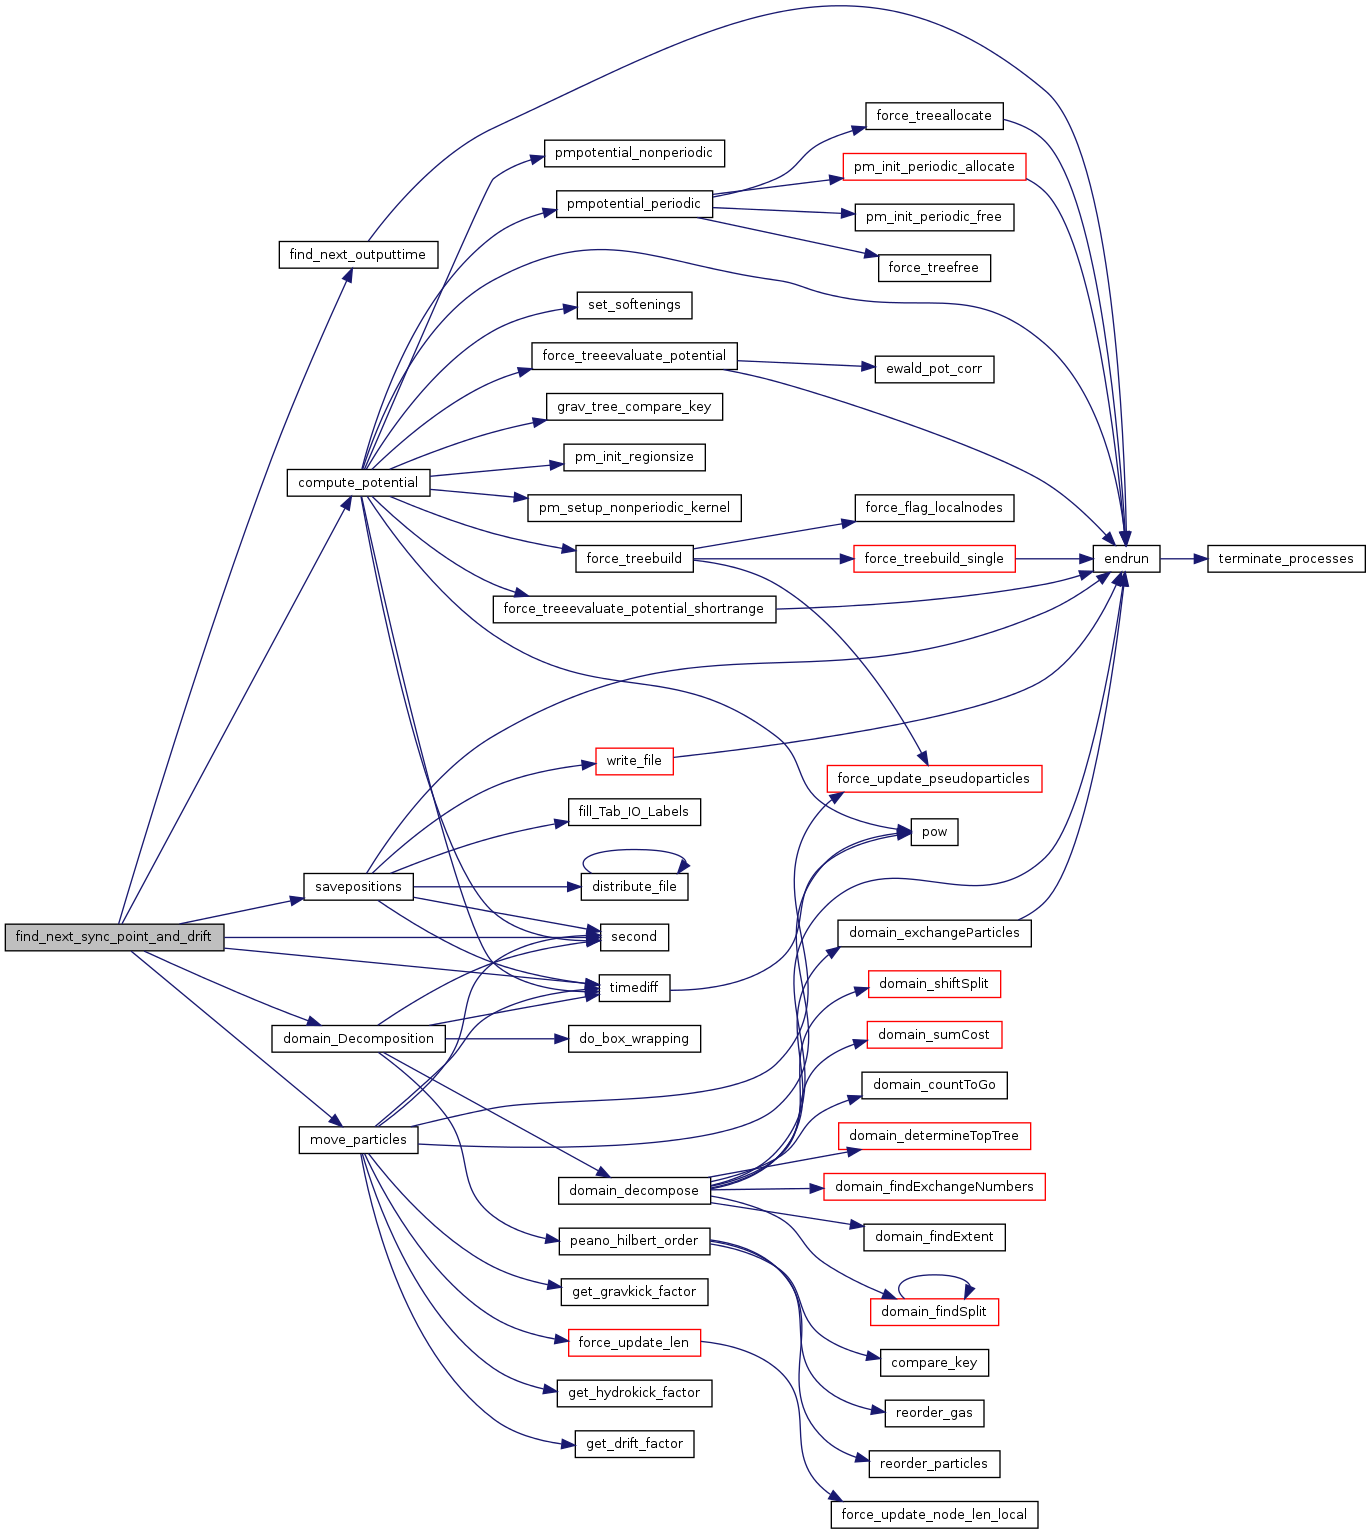 force_treeallocate
pmpotential_nonperiodic
pm_init_periodic_allocate
pmpotential_periodic
pm_init_periodic_free
find_next_outputtime
force_treefree
set_softenings
force_treeevaluate_potential
ewald_pot_corr
grav_tree_compare_key
pm_init_regionsize
compute_potential
pm_setup_nonperiodic_kernel
force_flag_localnodes
force_treebuild
force_treebuild_single
endrun
terminate_processes
force_treeevaluate_potential_shortrange
write_file
force_update_pseudoparticles
fill_Tab_IO_Labels
pow
savepositions
distribute_file
find_next_sync_point_and_drift
second
domain_exchangeParticles
timediff
domain_shiftSplit
domain_Decomposition
do_box_wrapping
domain_sumCost
domain_countToGo
move_particles
domain_determineTopTree
domain_decompose
domain_findExchangeNumbers
peano_hilbert_order
domain_findExtent
get_gravkick_factor
domain_findSplit
force_update_len
compare_key
get_hydrokick_factor
reorder_gas
get_drift_factor
reorder_particles
force_update_node_len_local